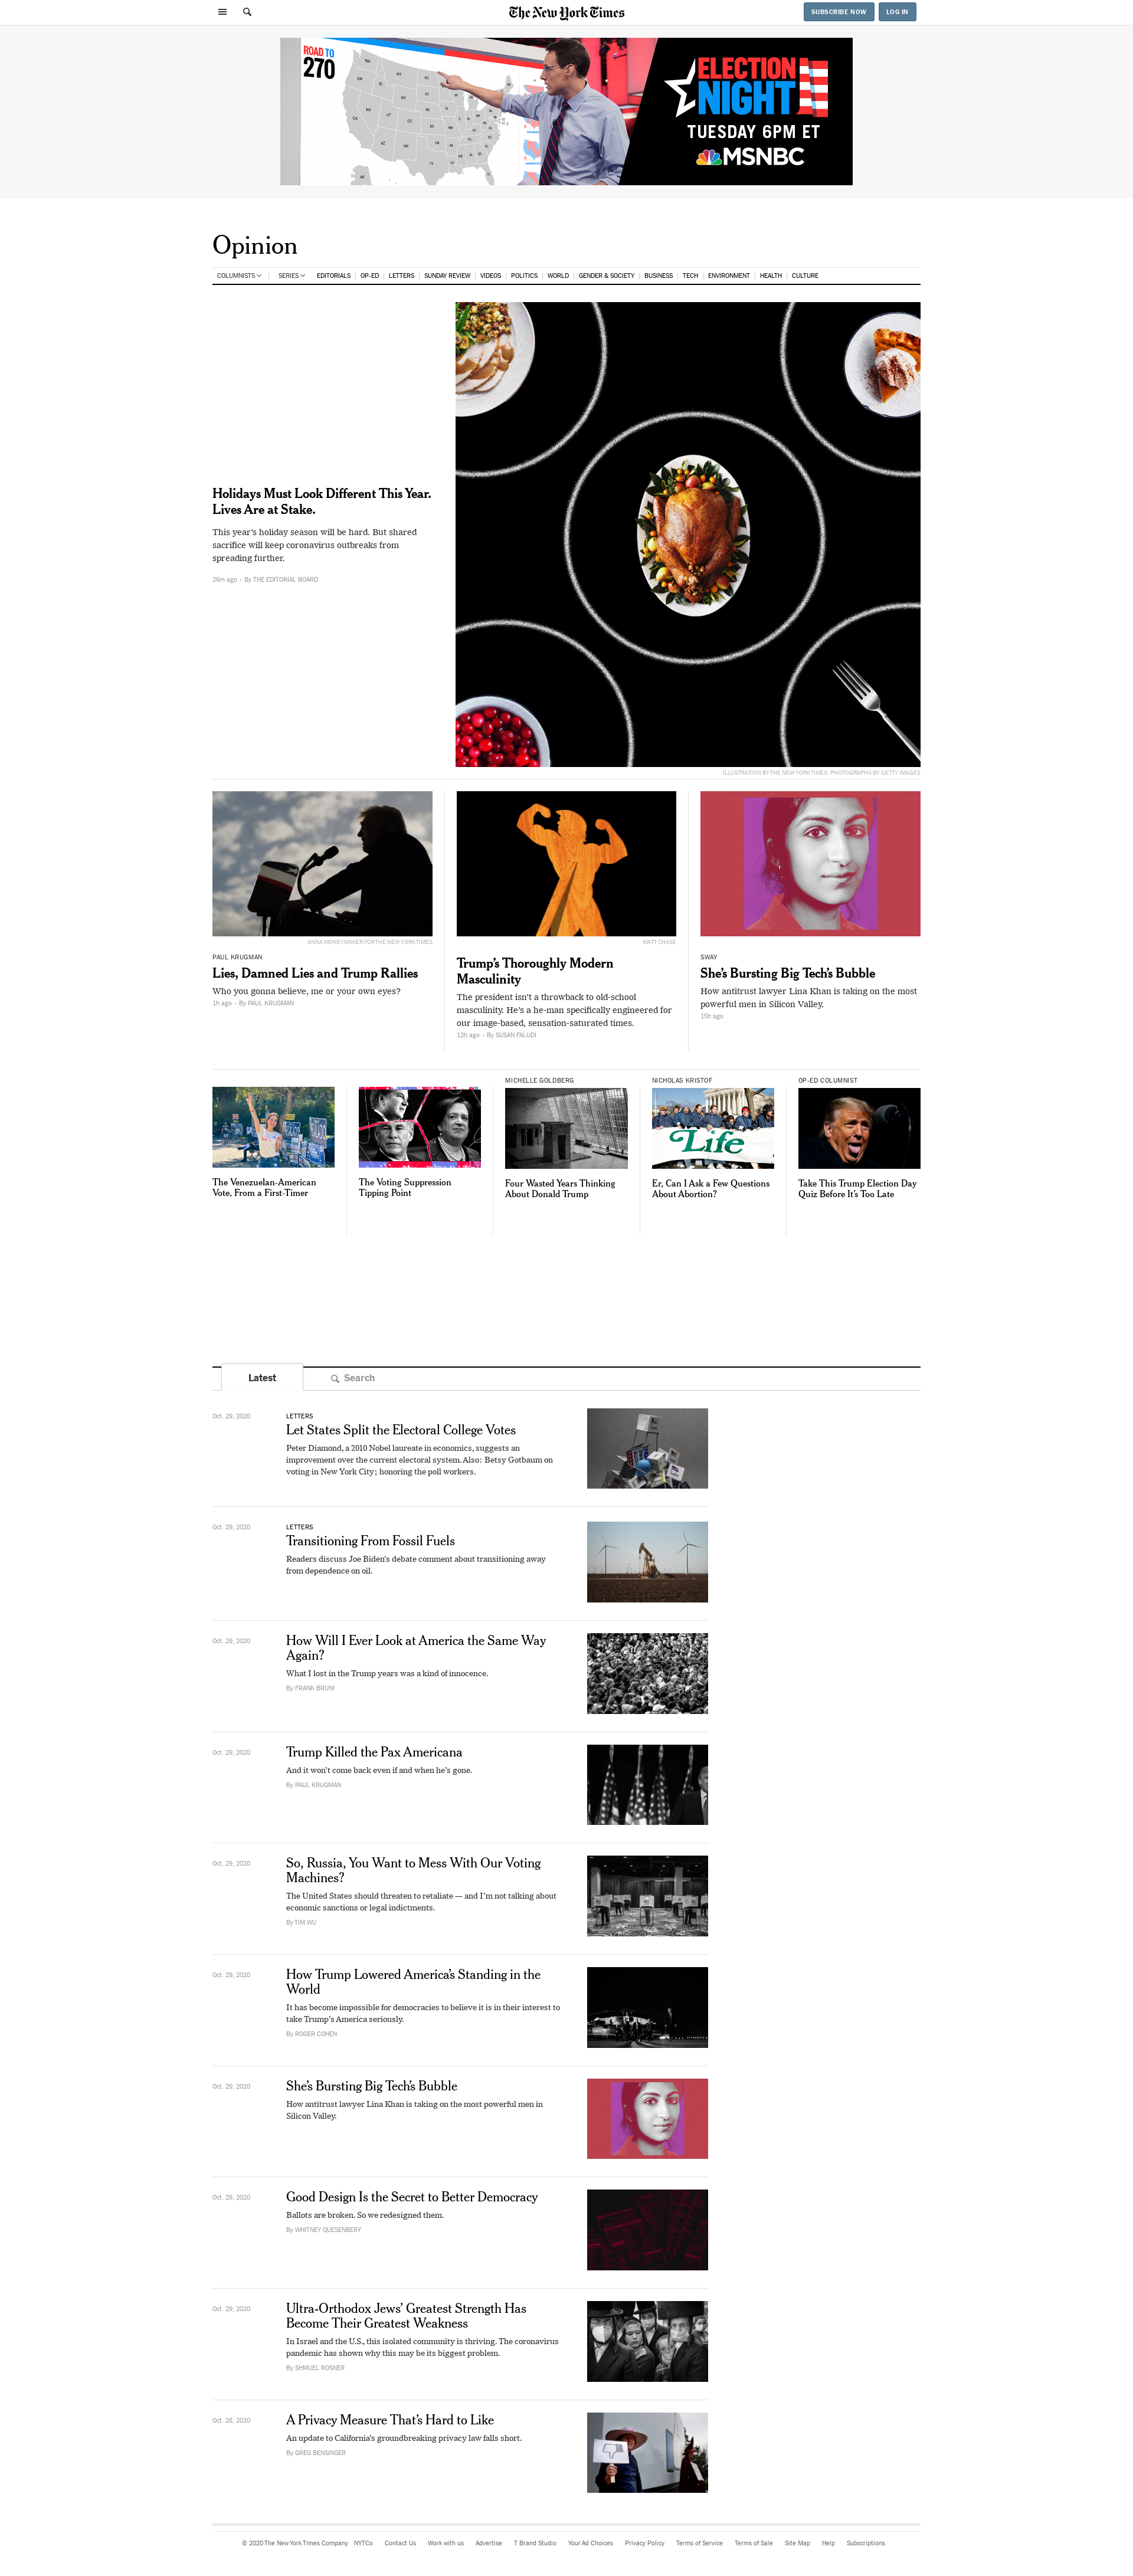 The New York Times
SUBSCRIBE NOW
LOG IN
ROAD TO
270
ELECTION
NIGHT
TUESDAY 6PM ET
MSNBC
Opinion
COLUMNISTS
SERIES
EDITORIALS
OP-ED
LETTERS
SUNDAY REVIEW
VIDEOS
POLITICS
WORLD
GENDER & SOCIETY
BUSINESS
TECH
ENVIRONMENT
HEALTH
CULTURE
Holidays Must Look Different This Year.
Lives Are at Stake.
This year's holiday season will be hard. But shared
sacrifice will keep coronavirus outbreaks from
spreading further.
26m ago • By THE EDITORIAL BOARD
ILLUSTRATION BY THE NEW YORK TIMES; PHOTOGRAPHS BY GETTY IMAGES
ANNA MONEYMAKER FOR THE NEW YORK TIMES
PAUL KRUGMAN
Lies, Damned Lies and Trump Rallies
Who you gonna believe, me or your own eyes?
1h ago • By PAUL KRUGMAN
MATT CHASE
Trump's Thoroughly Modern
Masculinity
The president isn't a throwback to old-school
masculinity. He's a he-man specifically engineered for
our image-based, sensation-saturated times.
12h ago • By SUSAN FALUDI
SWAY
She's Bursting Big Tech's Bubble
How antitrust lawyer Lina Khan is taking on the most
powerful men in Silicon Valley.
15h ago
The Venezuelan-American
Vote, From a First-Timer
The Voting Suppression
Tipping Point
MICHELLE GOLDBERG
Four Wasted Years Thinking
About Donald Trump
NICHOLAS KRISTOF
Life
Er, Can I Ask a Few Questions
About Abortion?
OP-ED COLUMNIST
Take This Trump Election Day
Quiz Before It's Too Late
Latest
Search
Oct. 29, 2020
LETTERS
Let States Split the Electoral College Votes
Peter Diamond, a 2010 Nobel laureate in economics, suggests an
improvement over the current electoral system. Also: Betsy Gotbaum on
voting in New York City; honoring the poll workers.
Oct. 29, 2020
LETTERS
Transitioning From Fossil Fuels
Readers discuss Joe Biden's debate comment about transitioning away
from dependence on oil.
Oct. 29, 2020
How Will I Ever Look at America the Same Way
Again?
What I lost in the Trump years was a kind of innocence.
By FRANK BRUNI
Oct. 29, 2020
Trump Killed the Pax Americana
And it won't come back even if and when he's gone.
By PAUL KRUGMAN
Oct. 29, 2020
So, Russia, You Want to Mess With Our Voting
Machines?
The United States should threaten to retaliate — and I'm not talking about
economic sanctions or legal indictments.
By TIM WU
Oct. 29, 2020
How Trump Lowered America's Standing in the
World
It has become impossible for democracies to believe it is in their interest to
take Trump's America seriously.
By ROGER COHEN
Oct. 29, 2020
She's Bursting Big Tech's Bubble
How antitrust lawyer Lina Khan is taking on the most powerful men in
Silicon Valley.
Oct. 29, 2020
Good Design Is the Secret to Better Democracy
Ballots are broken. So we redesigned them.
By WHITNEY QUESENBERY
Oct. 29, 2020
Ultra-Orthodox Jews' Greatest Strength Has
Become Their Greatest Weakness
In Israel and the U.S., this isolated community is thriving. The coronavirus
pandemic has shown why this may be its biggest problem.
By SHMUEL ROSNER
Oct. 28, 2020
A Privacy Measure That's Hard to Like
An update to California's groundbreaking privacy law falls short.
By GREG BENSINGER
© 2020 The New York Times Company
NYTCo
Contact Us
Work with us
Advertise
T Brand Studio
Your Ad Choices
Privacy Policy
Terms of Service
Terms of Sale
Site Map
Help
Subscriptions